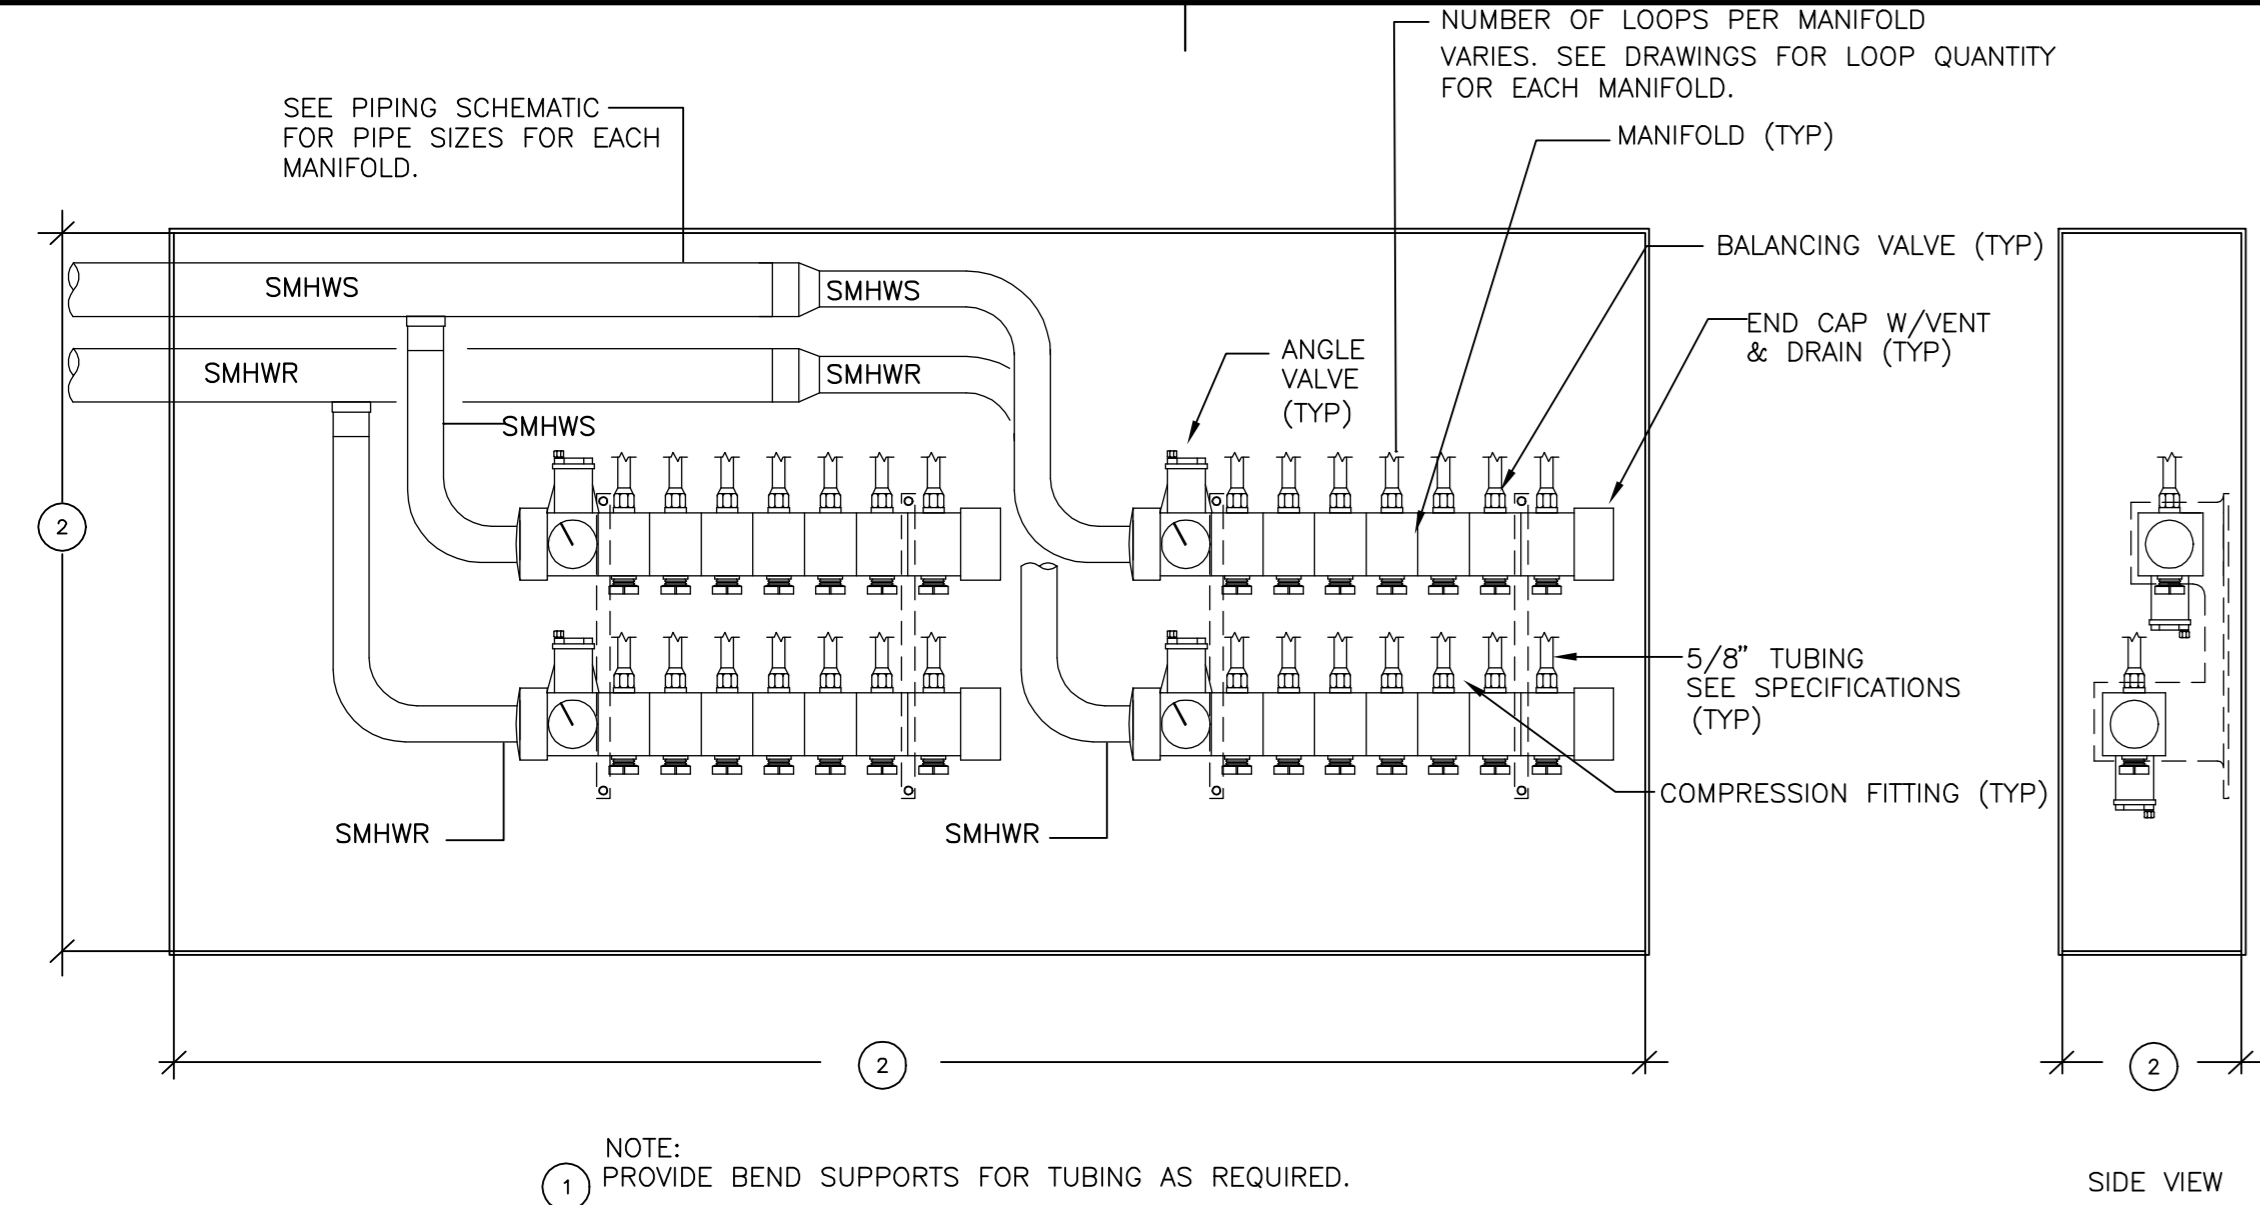 NUMBER OF LOOPS PER MANIFOLD
VARIES. SEE DRAWINGS FOR LOOP QUANTITY
FOR EACH MANIFOLD.
SEE PIPING SCHEMATIC
FOR PIPE SIZES FOR EACH
MANIFOLD.
MANIFOLD (TYP)
BALANCING VALVE (TYP)
SMHWS
SMHWS
END CAP W/VENT
& DRAIN (TYP)
ANGLE
VALVE
(TYP)
SMHWR
SMHWR
SMHWS
2
5/8" TUBING
SEE SPECIFICATIONS
(TYP)
COMPRESSION FITTING (TYP)
SMHWR
SMHWR
2
2
NOTE:
1 PROVIDE BEND SUPPORTS FOR TUBING AS REQUIRED.
SIDE VIEW